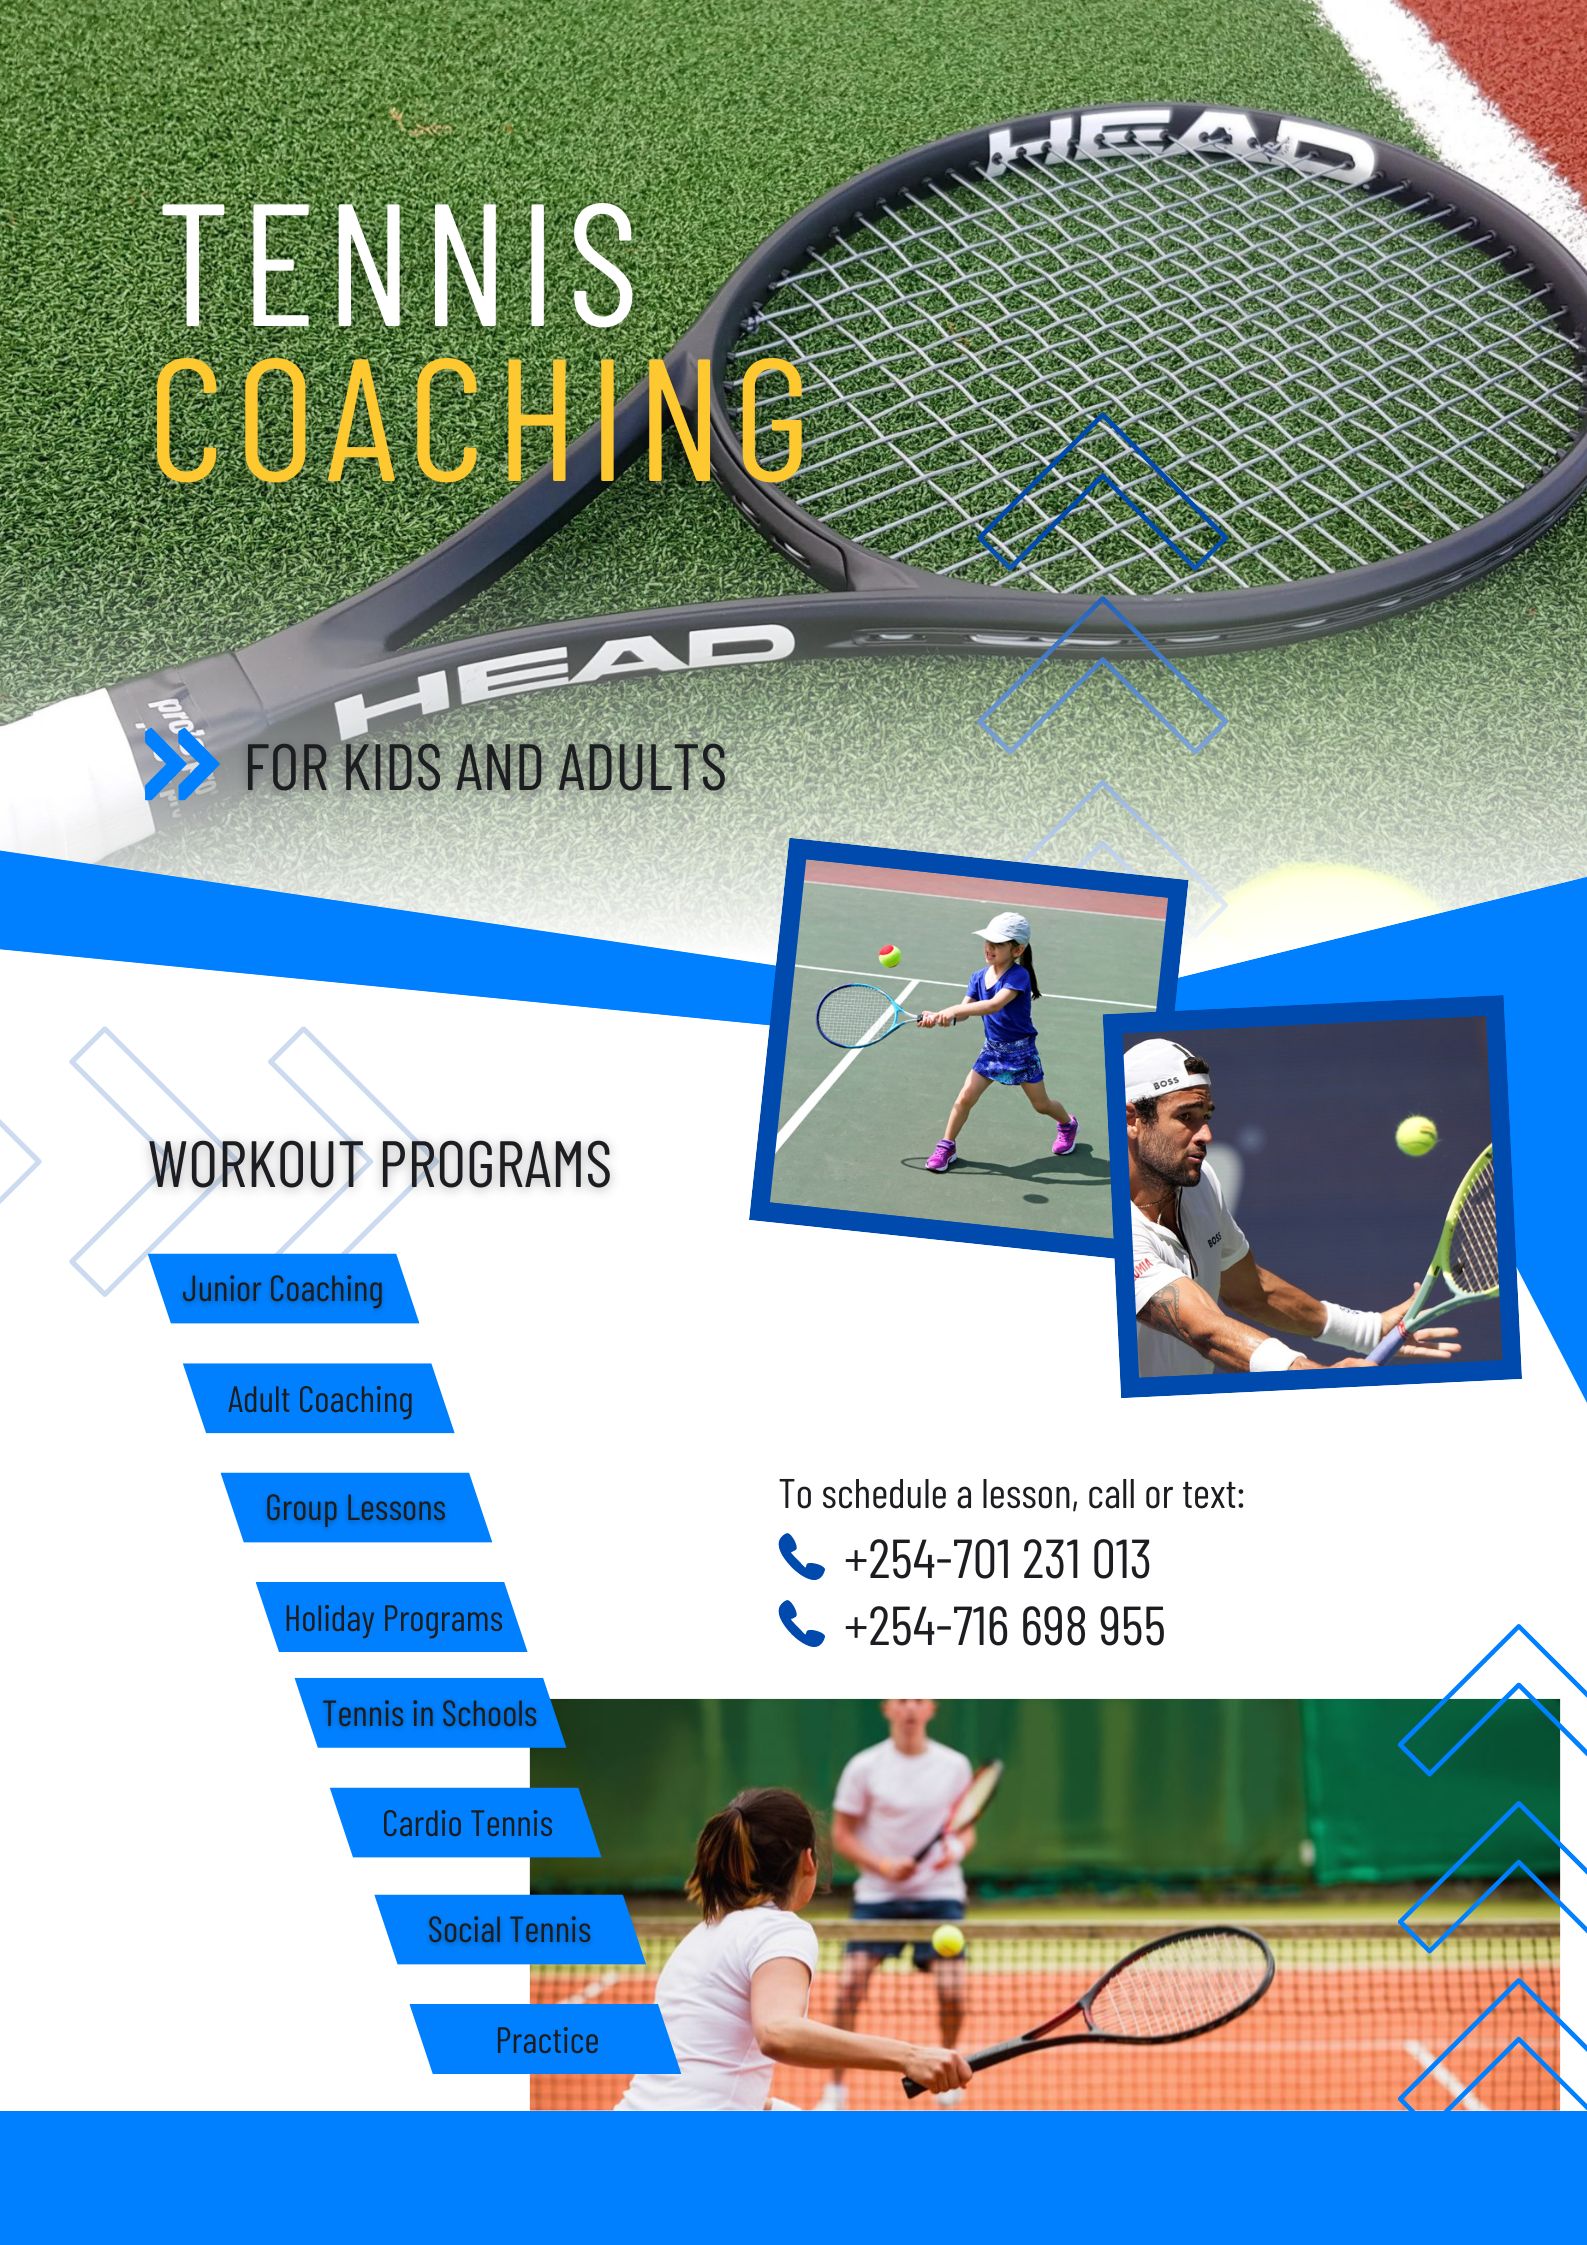 HEAD
TENNIS
COACHING
HEAD
FOR KIDS AND ADULTS
BOSS
BOSS
WORKOUT PROGRAMS
Junior Coaching
Adult Coaching
Group Lessons
Holiday Programs
Tennis in Schools
Cardio Tennis
Social Tennis
Practice
To schedule a lesson, call or text:
+254-701 231 013
+254-716 698 955